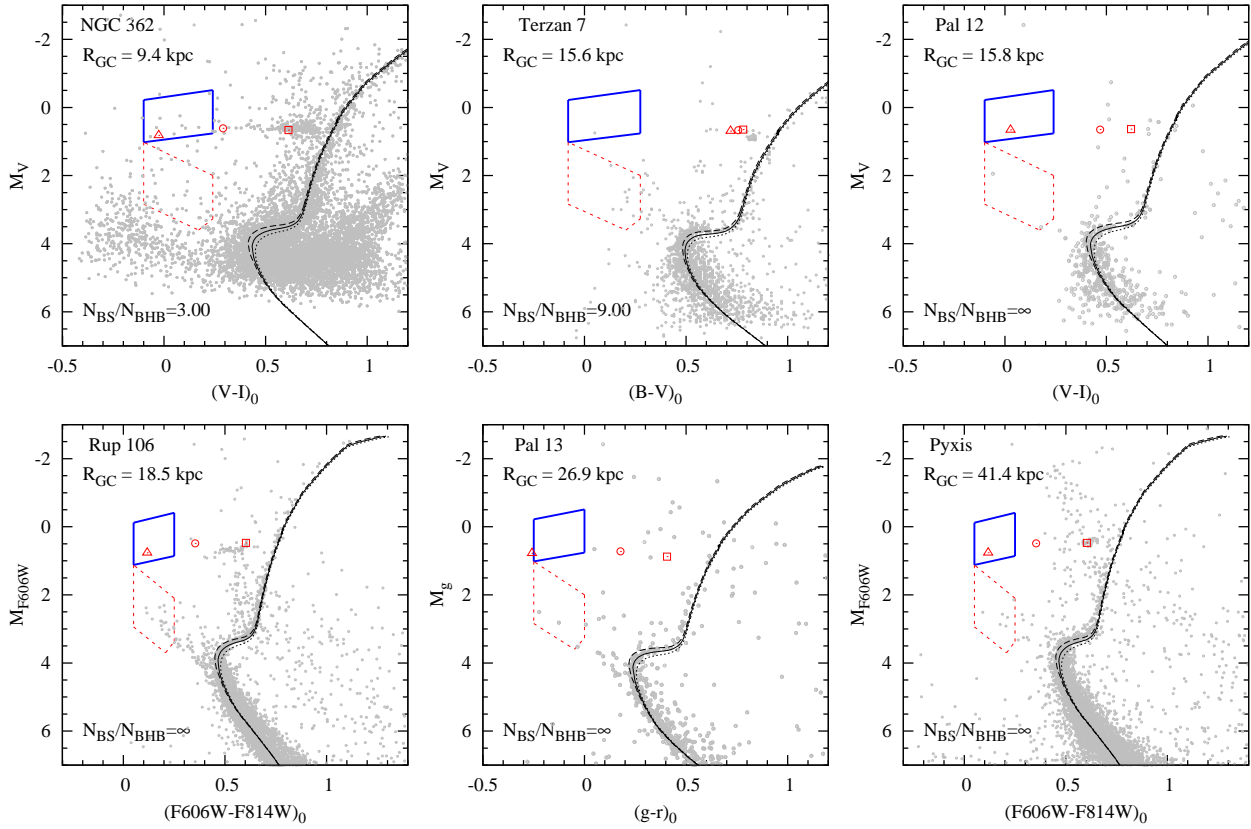 NGC 362
R_GC = 9.4 kpc
N_BS/N_BHB=3.00
M_V
-2
0
2
4
6
-0.5 0 0.5 1
(V-I)_0
Terzan 7
R_GC = 15.6 kpc
N_BS/N_BHB=9.00
M_V
-2
0
2
4
6
-0.5 0 0.5 1
(B-V)_0
Pal 12
R_GC = 15.8 kpc
N_BS/N_BHB=∞
M_V
-2
0
2
4
6
-0.5 0 0.5 1
(V-I)_0
Rup 106
R_GC = 18.5 kpc
N_BS/N_BHB=∞
M_F606W
-2
0
2
4
6
0 0.5 1
(F606W-F814W)_0
Pal 13
R_GC = 26.9 kpc
N_BS/N_BHB=∞
M_g
-2
0
2
4
6
-0.5 0 0.5 1
(g-r)_0
Pyxis
R_GC = 41.4 kpc
N_BS/N_BHB=∞
M_F606W
-2
0
2
4
6
0 0.5 1
(F606W-F814W)_0